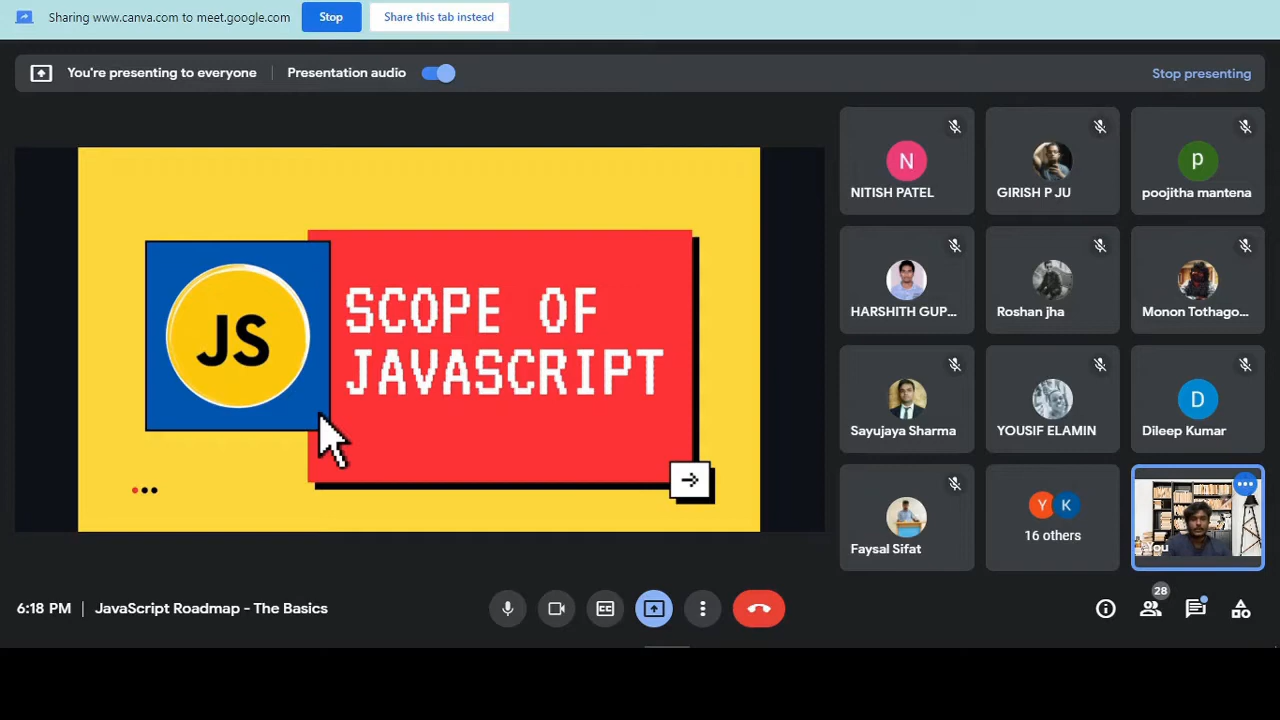 Sharing www.canva.com to meet.google.com
Stop
Share this tab instead
You're presenting to everyone
Presentation audio
Stop presenting
JS
SCOPE OF
JAVASCRIPT
N
NITISH PATEL
GIRISH P JU
p
poojitha mantena
HARSHITH GUP...
Roshan jha
Monon Tothago...
Sayujaya Sharma
YOUSIF ELAMIN
D
Dileep Kumar
Faysal Sifat
Y K
16 others
You
6:18 PM | JavaScript Roadmap - The Basics
CC
28